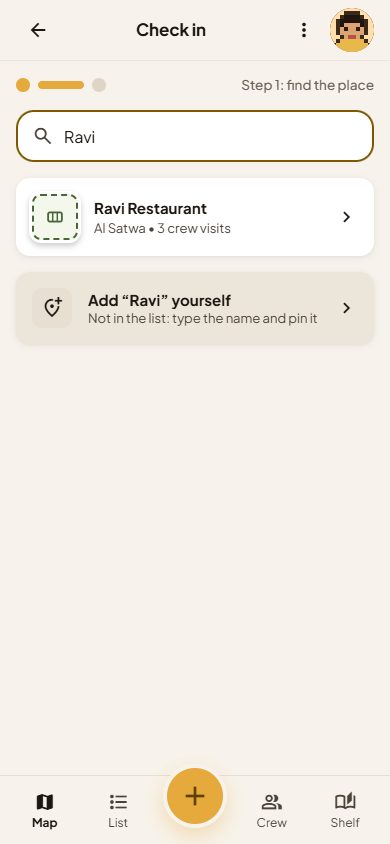 Check in
Step 1: find the place
Ravi
Ravi Restaurant
Al Satwa • 3 crew visits
Add “Ravi” yourself
Not in the list: type the name and pin it
Map
List
Crew
Shelf